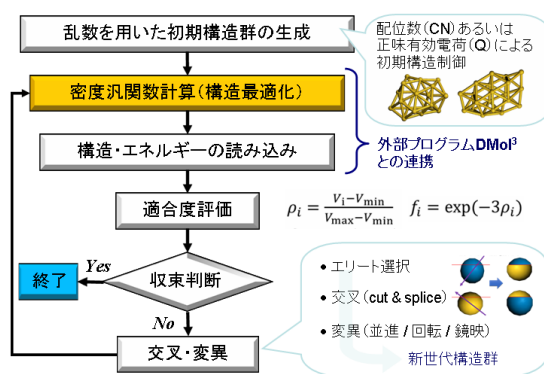 乱数を用いた初期構造群の生成
配位数(CN)あるいは
正味有効電荷(Q)による
初期構造制御
密度汎関数計算(構造最適化)
構造・エネルギーの読み込み
外部プログラムDMol³
との連携
適合度評価
ρi = (Vi−Vmin)/(Vmax−Vmin) fi = exp(−3ρi)
Yes
終了
収束判断
No
交叉・変異
• エリート選択
• 交叉(cut & splice)
• 変異(並進 / 回転 / 鏡映)
新世代構造群